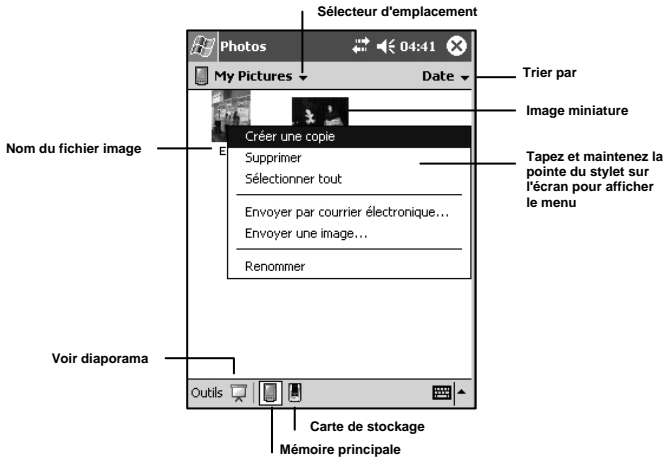 Sélecteur d'emplacement
Photos 04:41
My Pictures Date
Trier par
Image miniature
Nom du fichier image
E
Créer une copie
Supprimer
Sélectionner tout
Envoyer par courrier électronique...
Envoyer une image...
Renommer
Tapez et maintenez la
pointe du stylet sur
l'écran pour afficher
le menu
Voir diaporama
Outils
Carte de stockage
Mémoire principale